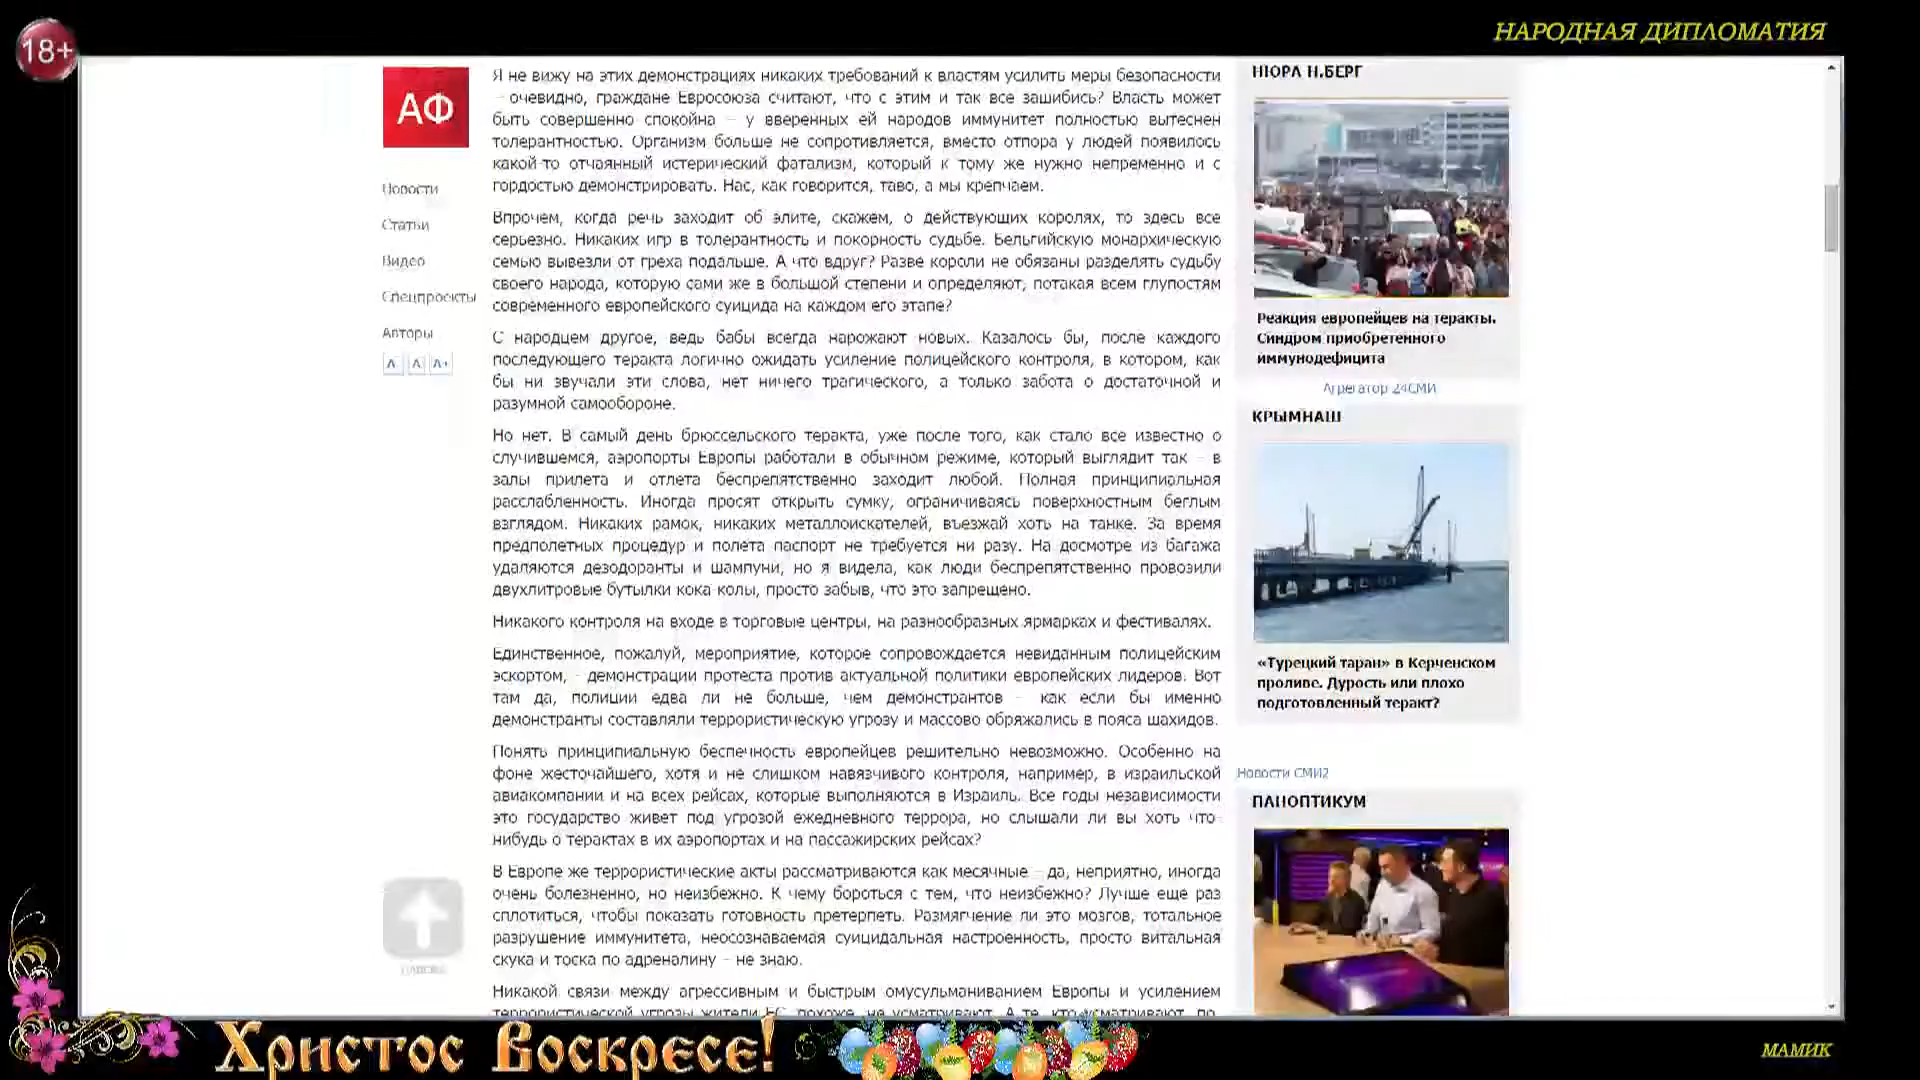 18+
НАРОДНАЯ ДИПЛОМАТИЯ
АФ
Новости
Статьи
Видео
Спецпроекты
Авторы
A- A A+
Я не вижу на этих демонстрациях никаких требований к властям усилить меры безопасности
– очевидно, граждане Евросоюза считают, что с этим и так все зашибись? Власть может
быть совершенно спокойна – у вверенных ей народов иммунитет полностью вытеснен
толерантностью. Организм больше не сопротивляется, вместо отпора у людей появилось
какой-то отчаянный истерический фатализм, который к тому же нужно непременно и с
гордостью демонстрировать. Нас, как говорится, таво, а мы крепчаем.
Впрочем, когда речь заходит об элите, скажем, о действующих королях, то здесь все
серьезно. Никаких игр в толерантность и покорность судьбе. Бельгийскую монархическую
семью вывезли от греха подальше. А что вдруг? Разве короли не обязаны разделять судьбу
своего народа, которую сами же в большой степени и определяют, потакая всем глупостям
современного европейского суицида на каждом его этапе?
С народцем другое, ведь бабы всегда нарожают новых. Казалось бы, после каждого
последующего теракта логично ожидать усиление полицейского контроля, в котором, как
бы ни звучали эти слова, нет ничего трагического, а только забота о достаточной и
разумной самообороне.
Но нет. В самый день брюссельского теракта, уже после того, как стало все известно о
случившемся, аэропорты Европы работали в обычном режиме, который выглядит так – в
залы прилета и отлета беспрепятственно заходит любой. Полная принципиальная
расслабленность. Иногда просят открыть сумку, ограничиваясь поверхностным беглым
взглядом. Никаких рамок, никаких металлоискателей, въезжай хоть на танке. За время
предполетных процедур и полета паспорт не требуется ни разу. На досмотре из багажа
удаляются дезодоранты и шампуни, но я видела, как люди беспрепятственно провозили
двухлитровые бутылки кока-колы, просто забыв, что это запрещено.
Никакого контроля на входе в торговые центры, на разнообразных ярмарках и фестивалях.
Единственное, пожалуй, мероприятие, которое сопровождается невиданным полицейским
эскортом, - демонстрации протеста против актуальной политики европейских лидеров. Вот
там да, полиции едва ли не больше, чем демонстрантов – как если бы именно
демонстранты составляли террористическую угрозу и массово обряжались в пояса шахидов.
Понять принципиальную беспечность европейцев решительно невозможно. Особенно на
фоне жесточайшего, хотя и не слишком навязчивого контроля, например, в израильской
авиакомпании и на всех рейсах, которые выполняются в Израиль. Все годы независимости
это государство живет под угрозой ежедневного террора, но слышали ли вы хоть что-
нибудь о терактах в их аэропортах и на пассажирских рейсах?
В Европе же террористические акты рассматриваются как месячные – да, неприятно, иногда
очень болезненно, но неизбежно. К чему бороться с тем, что неизбежно? Лучше еще раз
сплотиться, чтобы показать готовность претерпеть. Размягчение ли это мозгов, тотальное
разрушение иммунитета, неосознаваемая суицидальная настроенность, просто витальная
скука и тоска по адреналину – не знаю.
Никакой связи между агрессивным и быстрым омусульманиванием Европы и усилением
террористической угрозы жители ЕС, похоже, не усматривают. А те, кто усматривают, по-
НЮРА Н.БЕРГ
Реакция европейцев на теракты.
Синдром приобретенного
иммунодефицита
Агрегатор 24СМИ
КРЫМНАШ
«Турецкий таран» в Керченском
проливе. Дурость или плохо
подготовленный теракт?
Новости СМИ2
ПАНОПТИКУМ
Христос Воскресе!
МАМИК